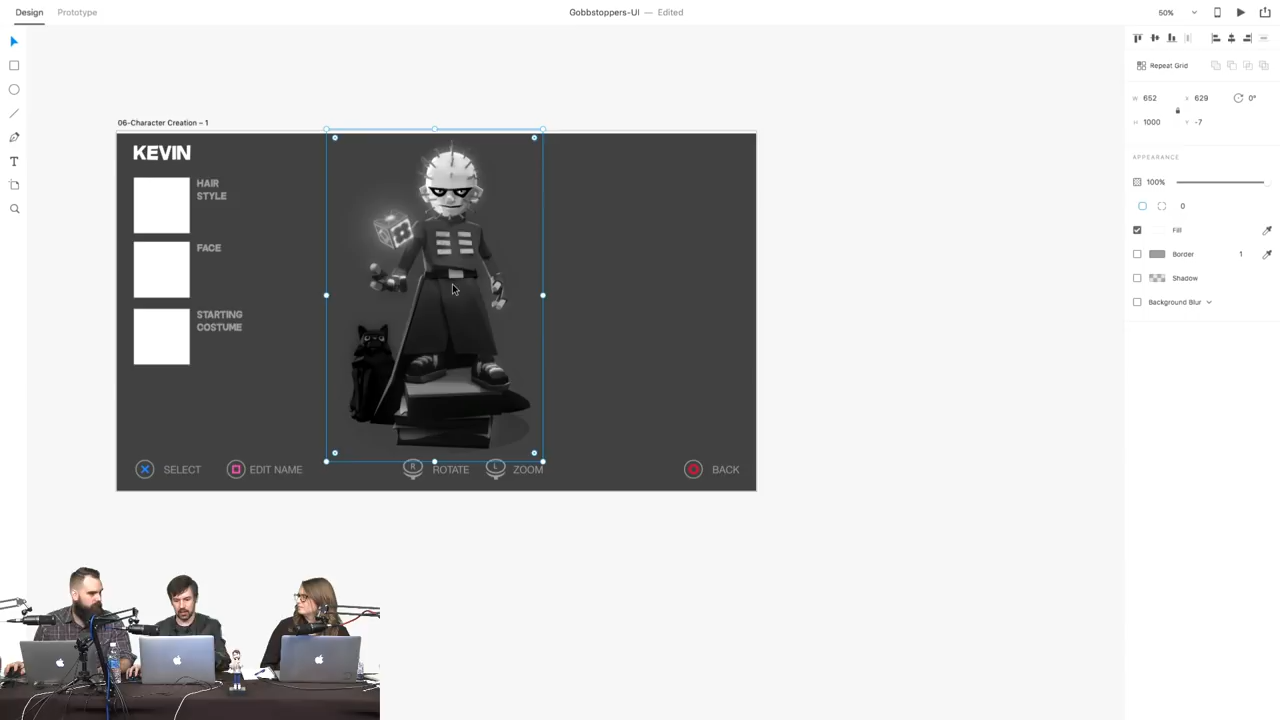 Design Prototype
Gobbstoppers-UI — Edited
50%
06-Character Creation – 1
KEVIN
HAIR
STYLE
FACE
STARTING
COSTUME
SELECT
EDIT NAME
R
ROTATE
L
ZOOM
BACK
T
Repeat Grid
W 652 X 629 0°
H 1000 Y -7
APPEARANCE
100%
0
Fill
Border 1
Shadow
Background Blur